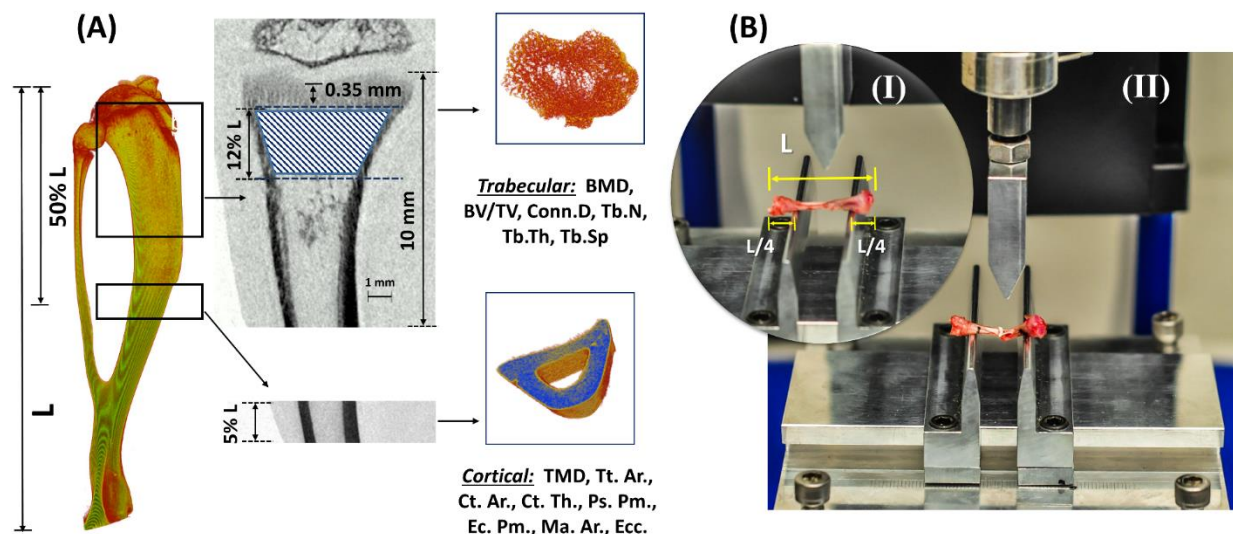 (A)
50% L
L
0.35 mm
12% L
10 mm
1 mm
Trabecular: BMD,
BV/TV, Conn.D, Tb.N,
Tb.Th, Tb.Sp
5% L
Cortical: TMD, Tt. Ar.,
Ct. Ar., Ct. Th., Ps. Pm.,
Ec. Pm., Ma. Ar., Ecc.
(B)
(I)
L
L/4
L/4
(II)